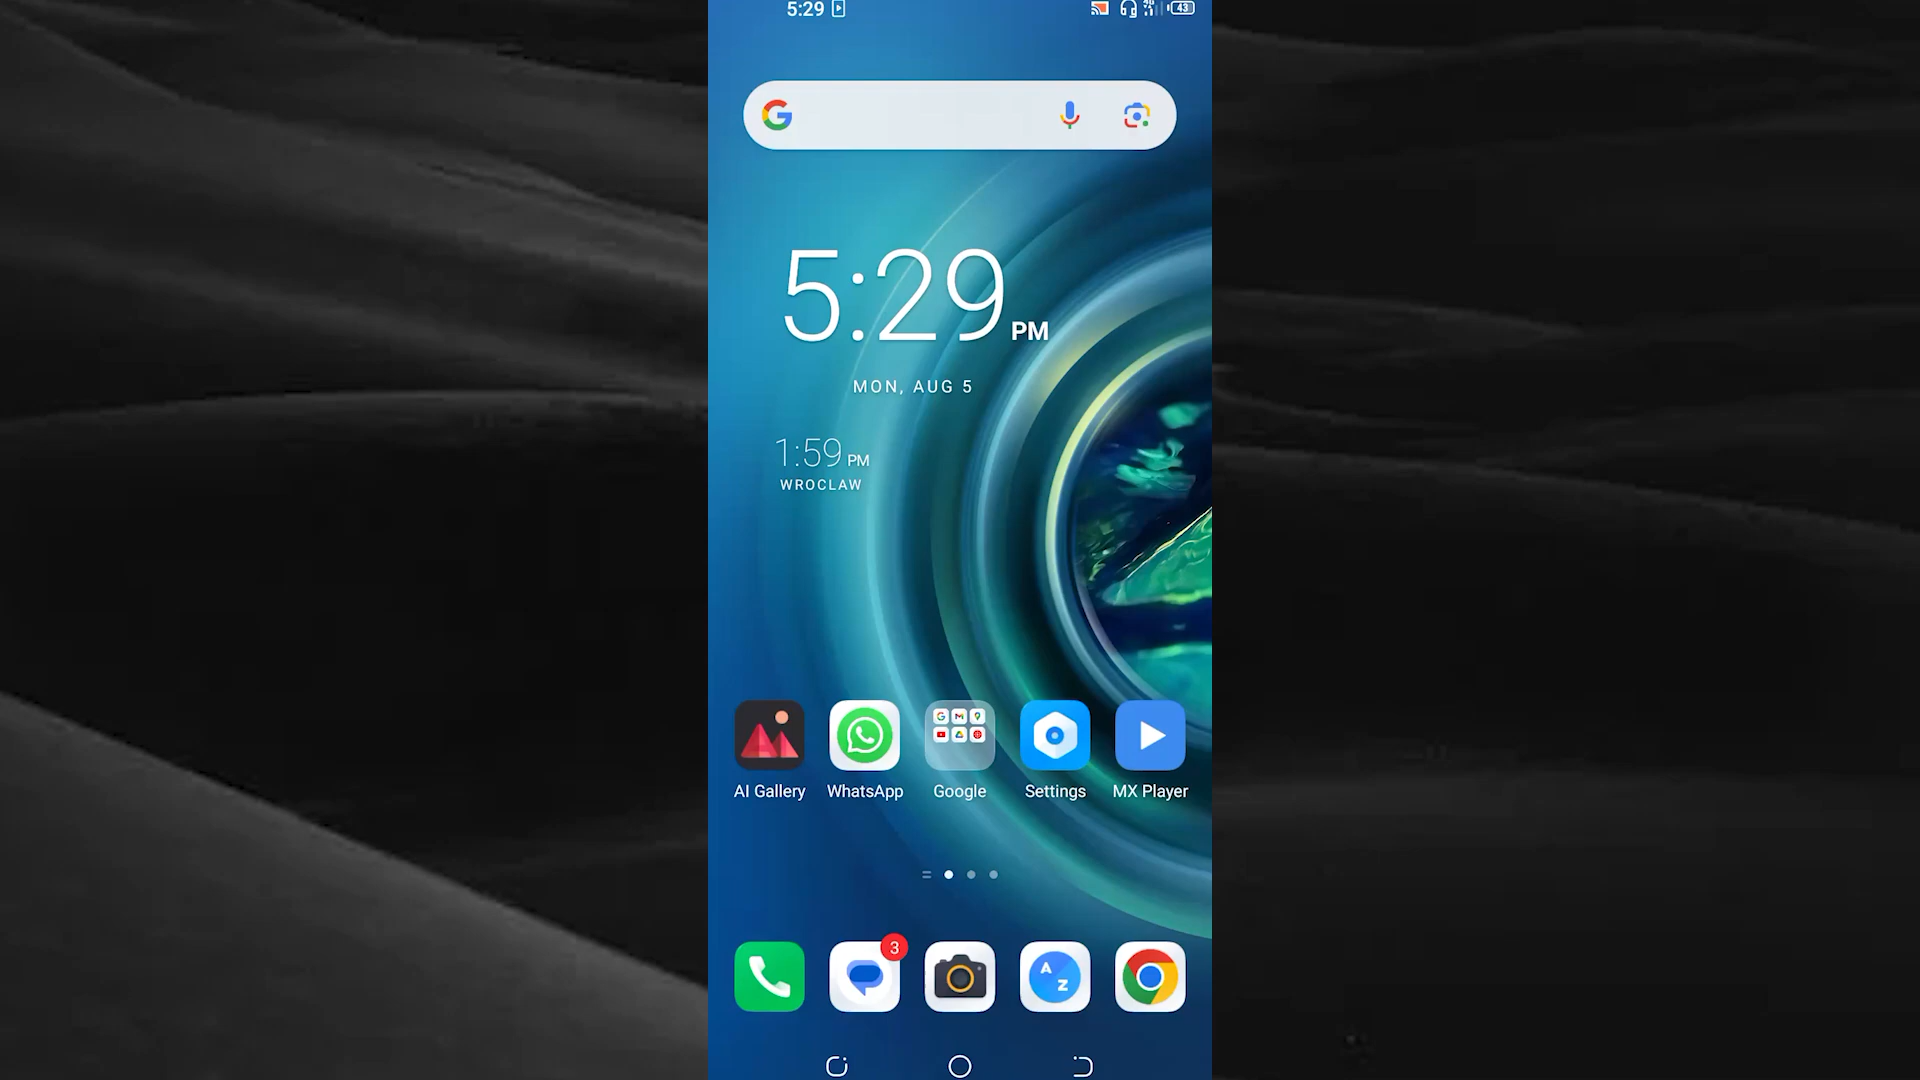 5:29
43
5:29 PM
MON, AUG 5
1:59 PM
WROCLAW
AI Gallery
WhatsApp
Google
Settings
MX Player
3
A
Z